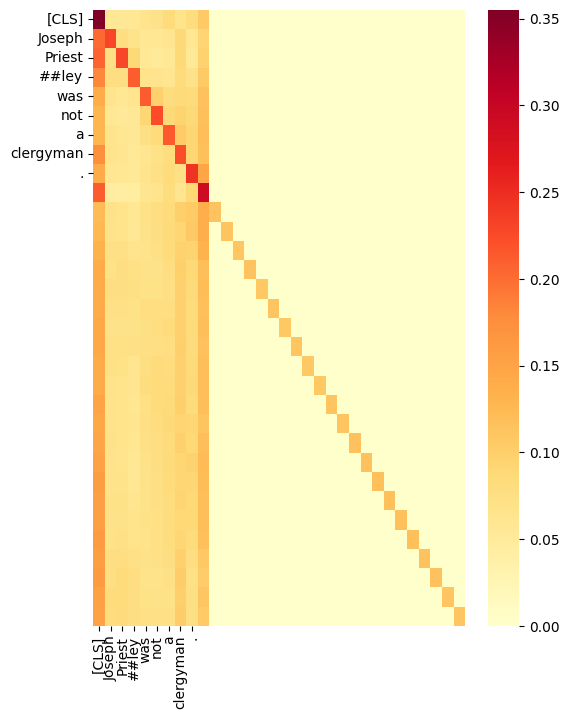 [CLS]
Joseph
Priest
##ley
was
not
a
clergyman
.
0.35
0.30
0.25
0.20
0.15
0.10
0.05
0.00
[CLS]
Joseph
Priest
##ley
was
not
a
clergyman
.